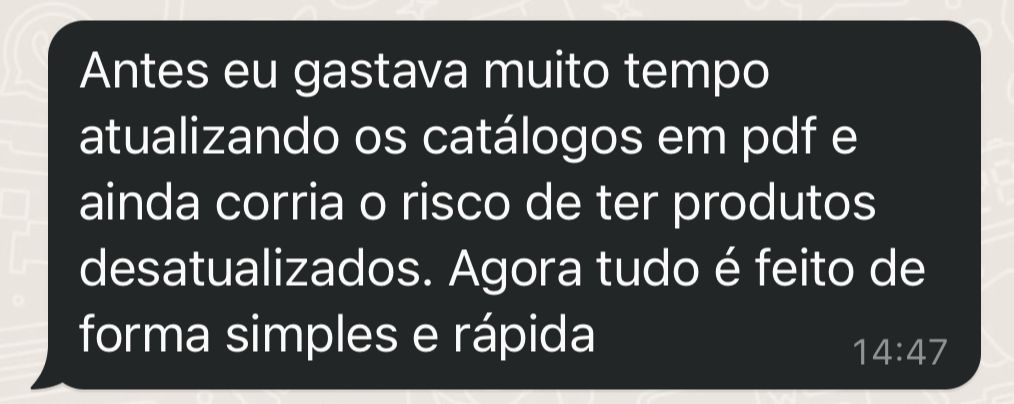 Antes eu gastava muito tempo
atualizando os catálogos em pdf e
ainda corria o risco de ter produtos
desatualizados. Agora tudo é feito de
forma simples e rápida
14:47